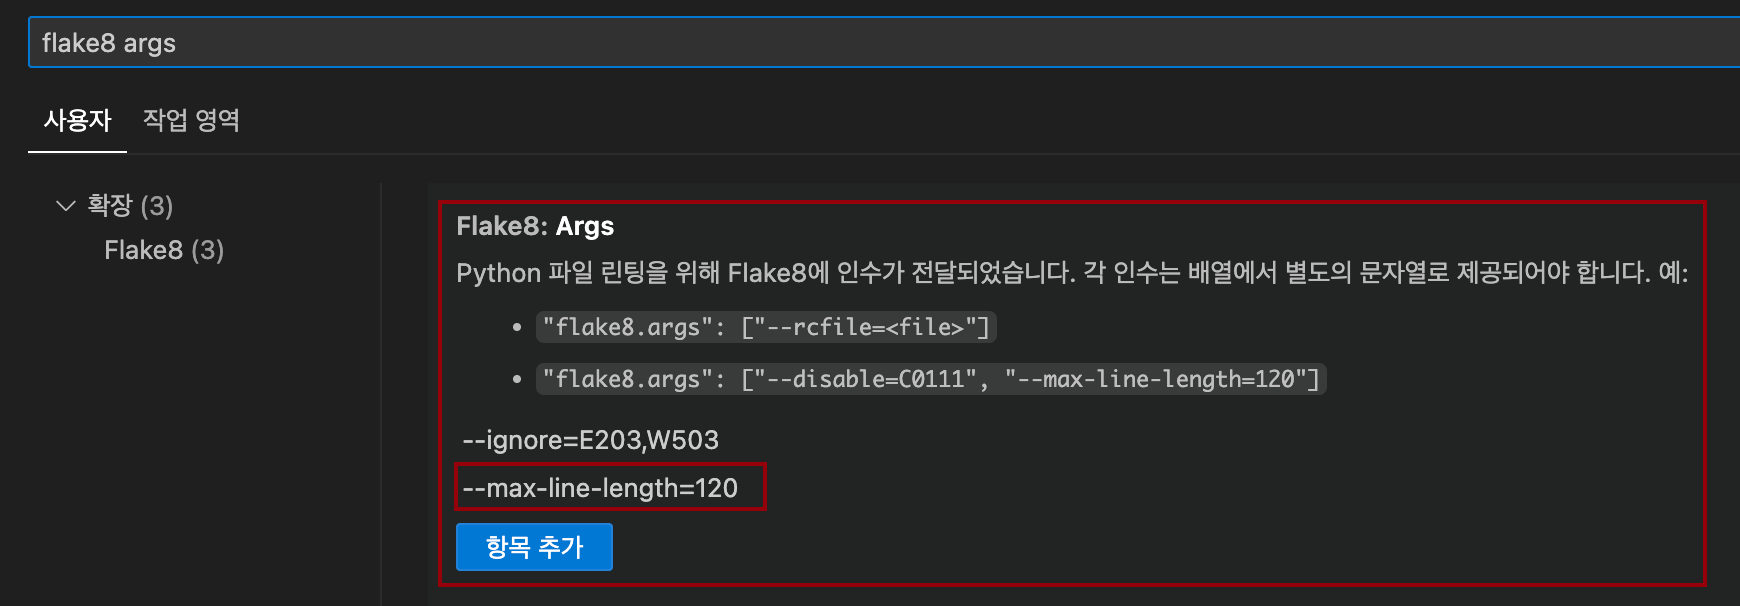 flake8 args
사용자 작업 영역
확장 (3)
Flake8 (3)
Flake8: Args
Python 파일 린팅을 위해 Flake8에 인수가 전달되었습니다. 각 인수는 배열에서 별도의 문자열로 제공되어야 합니다. 예:
• "flake8.args": ["--rcfile=<file>"]
• "flake8.args": ["--disable=C0111", "--max-line-length=120"]
--ignore=E203,W503
--max-line-length=120
항목 추가